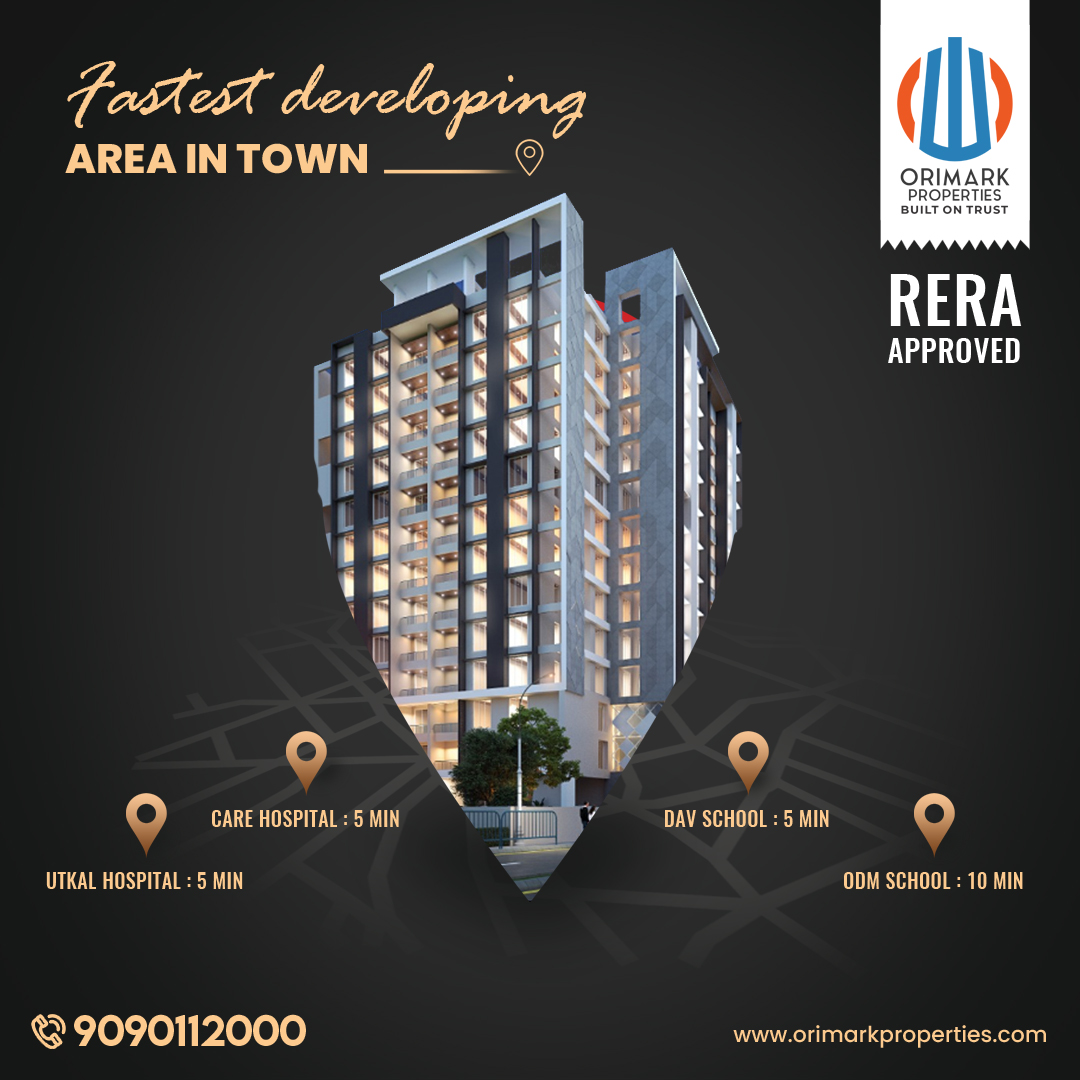 Fastest developing
AREA IN TOWN
ORIMARK
PROPERTIES
BUILT ON TRUST
RERA
APPROVED
CARE HOSPITAL : 5 MIN
DAV SCHOOL : 5 MIN
UTKAL HOSPITAL : 5 MIN
ODM SCHOOL : 10 MIN
9090112000
www.orimarkproperties.com